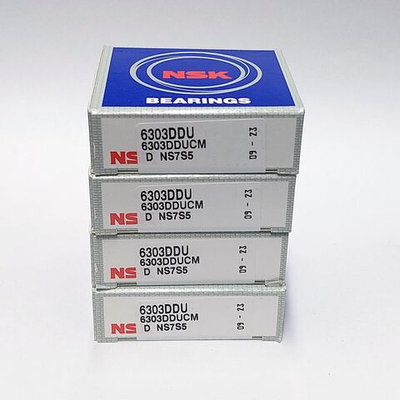 NSK
BEARINGS
6303DDU
6303DDUCM
NS D NS7S5
09 - 23
6303DDU
6303DDUCM
NS D NS7S5
09 - 23
6303DDU
6303DDUCM
NS D NS7S5
09 - 23
6303DDU
6303DDUCM
NS D NS7S5
09 - 23